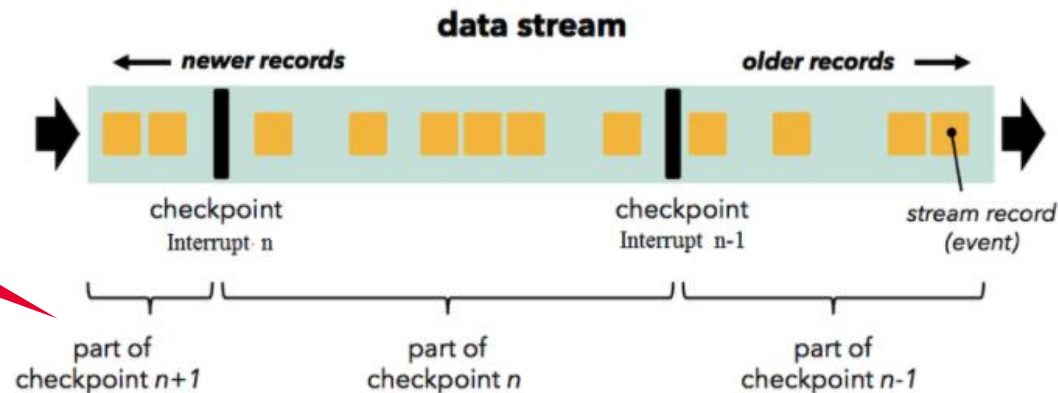 data stream
newer records
older records
checkpoint
Interrupt n
checkpoint
Interrupt n-1
stream record
(event)
part of
checkpoint n+1
part of
checkpoint n
part of
checkpoint n-1